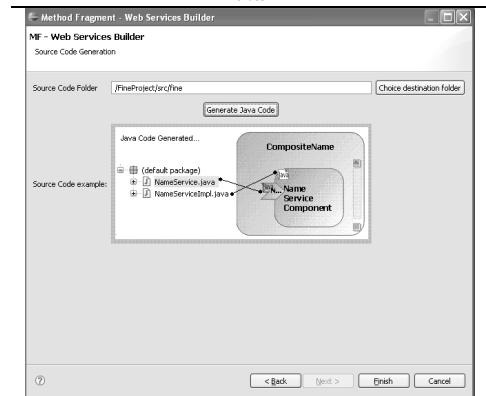 Method Fragment - Web Services Builder
MF - Web Services Builder
Source Code Generation
Source Code Folder /FineProject/src/fine Choice destination folder
Generate Java Code
Java Code Generated...
CompositeName
(default package)
NameService.java
NameServiceImpl.java
Java
N...
Name
Service
Component
Source Code example:
? < Back Next > Finish Cancel